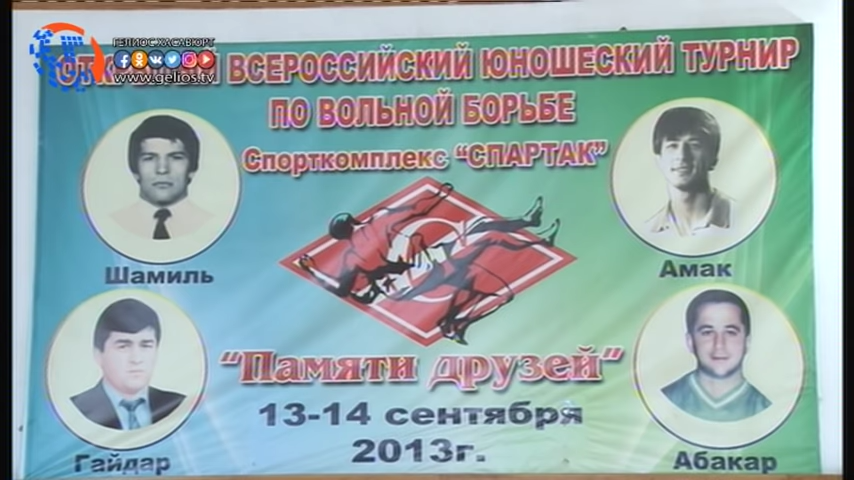 ГЕЛИОС ХАСАВЮРТ
www.gelios.tv
ВСЕРОССИЙСКИЙ ЮНОШЕСКИЙ ТУРНИР
ПО ВОЛЬНОЙ БОРЬБЕ
Спорткомплекс "СПАРТАК"
Шамиль
Амак
"Памяти друзей"
13-14 сентября
2013г.
Гайдар
Абакар